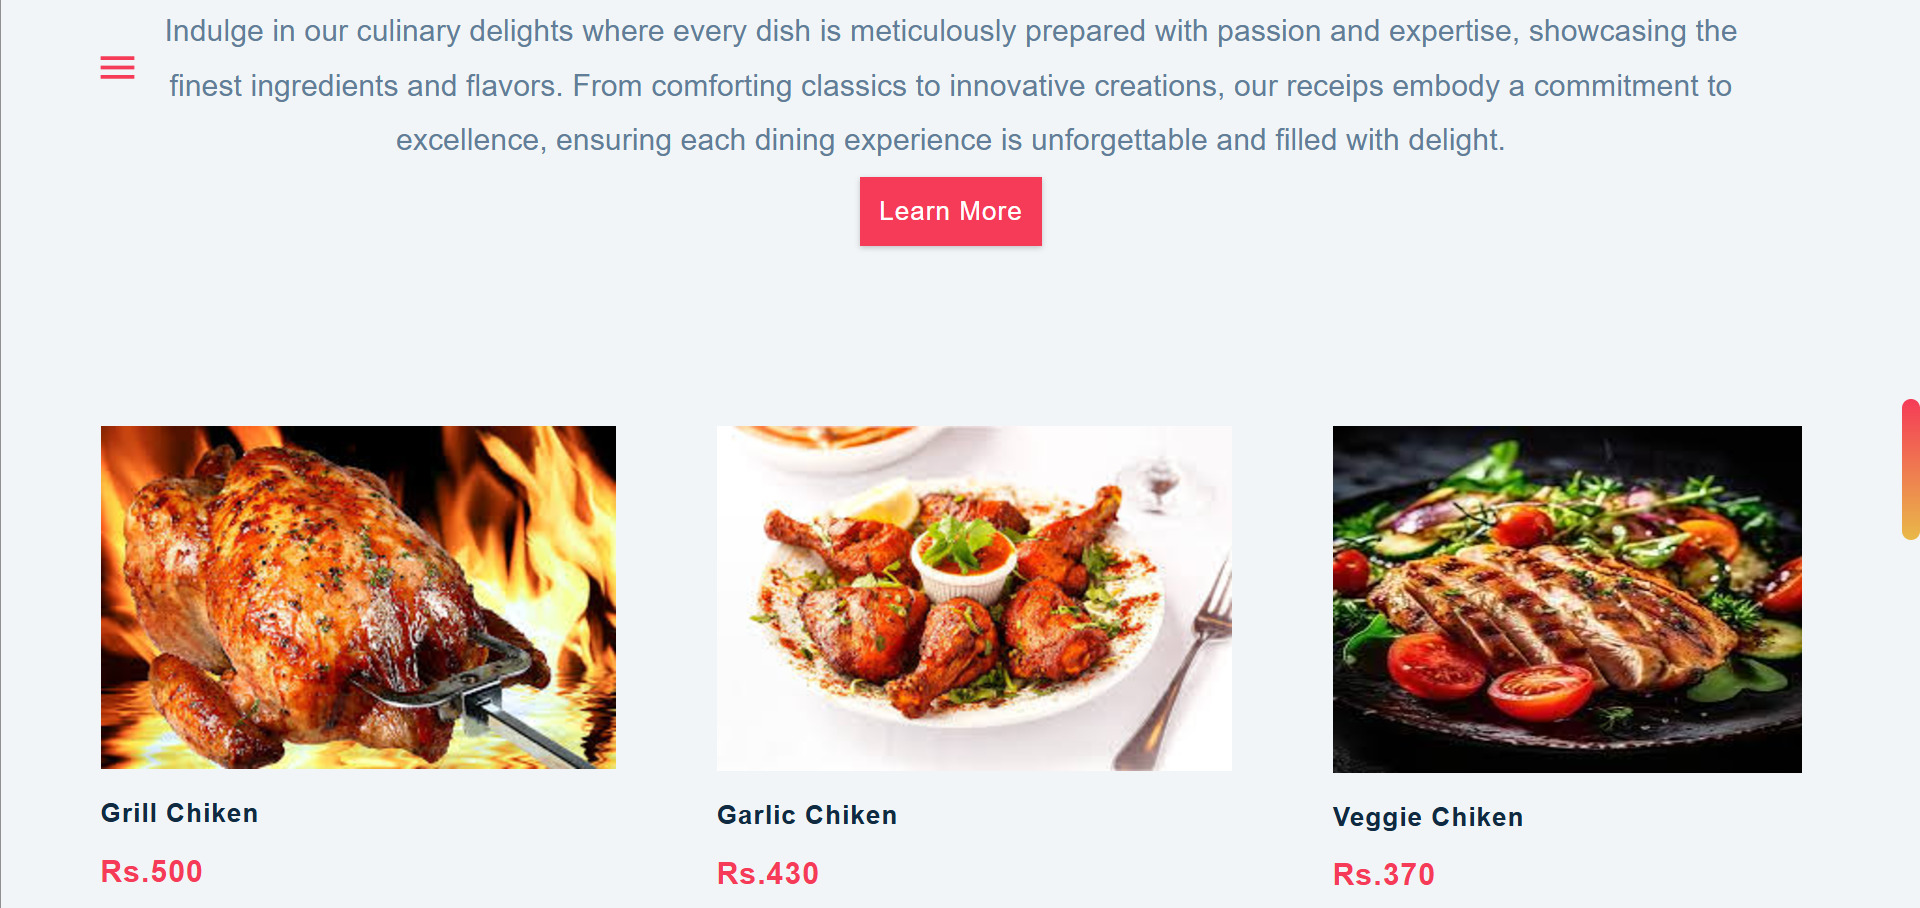 Indulge in our culinary delights where every dish is meticulously prepared with passion and expertise, showcasing the
finest ingredients and flavors. From comforting classics to innovative creations, our receips embody a commitment to
excellence, ensuring each dining experience is unforgettable and filled with delight.
Learn More
Grill Chiken
Rs.500
Garlic Chiken
Rs.430
Veggie Chiken
Rs.370